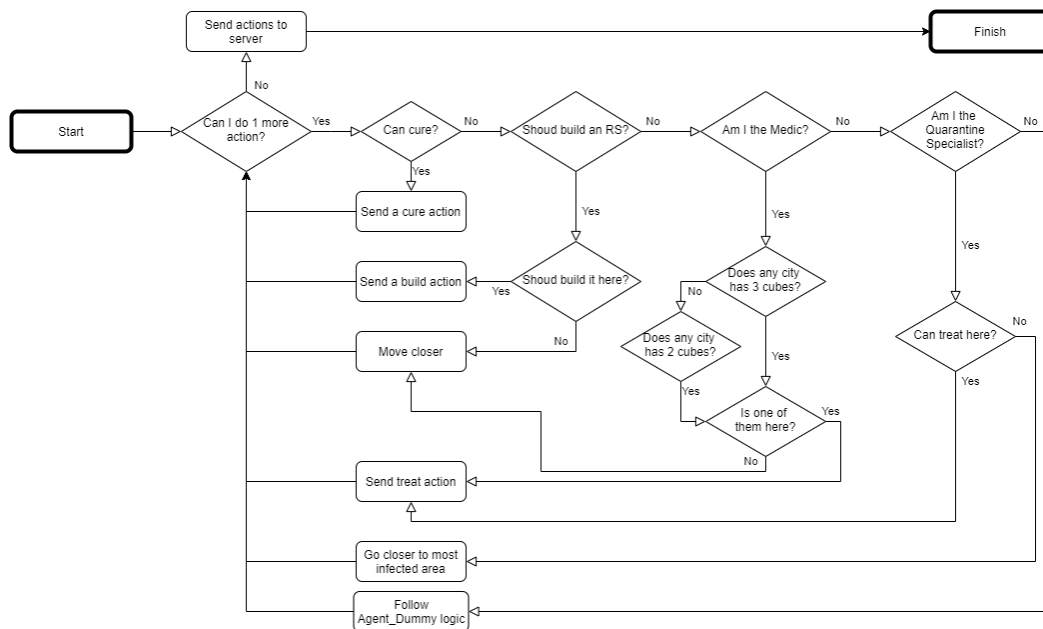 Send actions to
server
Finish
No
Start
Can I do 1 more
action?
Yes
Can cure?
No
Shoud build an RS?
No
Am I the Medic?
No
Am I the
Quarantine
Specialist?
No
Yes
Send a cure action
Yes
Yes
Yes
Send a build action
Yes
Shoud build it here?
Does any city
has 3 cubes?
No
Can treat here?
No
Move closer
No
Does any city
has 2 cubes?
Yes
Yes
Yes
Is one of
them here?
Yes
No
Send treat action
Go closer to most
infected area
Follow
Agent_Dummy logic